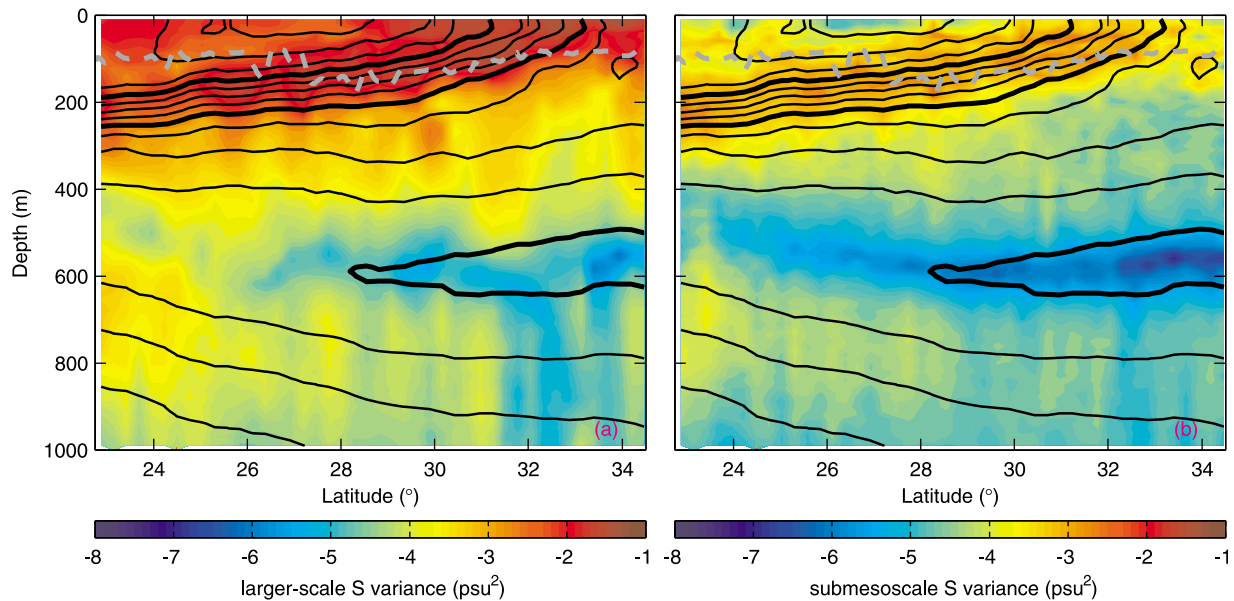 0
200
400
600
800
1000
Depth (m)
(a)
24 26 28 30 32 34
Latitude (°)
-8 -7 -6 -5 -4 -3 -2 -1
larger-scale S variance (psu²)
(b)
24 26 28 30 32 34
Latitude (°)
-8 -7 -6 -5 -4 -3 -2 -1
submesoscale S variance (psu²)